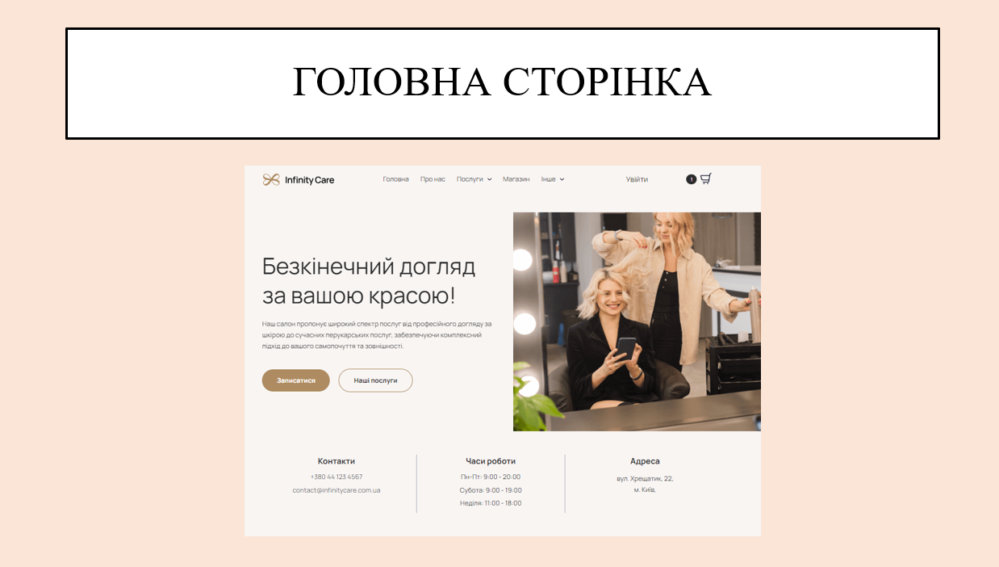 ГОЛОВНА СТОРІНКА
Infinity Care
Головна Про нас Послуги Магазин Інше Увійти 1
Безкінечний догляд
за вашою красою!
Наш салон пропонує широкий спектр послуг від професійного догляду за
шкірою до сучасних перукарських послуг, забезпечуючи комплексний
підхід до вашого самопочуття та зовнішності.
Записатися Наші послуги
Контакти
+380 44 123 4567
contact@infinitycare.com.ua
Часи роботи
Пн-Пт: 9:00 - 20:00
Субота: 9:00 - 19:00
Неділя: 11:00 - 18:00
Адреса
вул. Хрещатик, 22,
м. Київ,